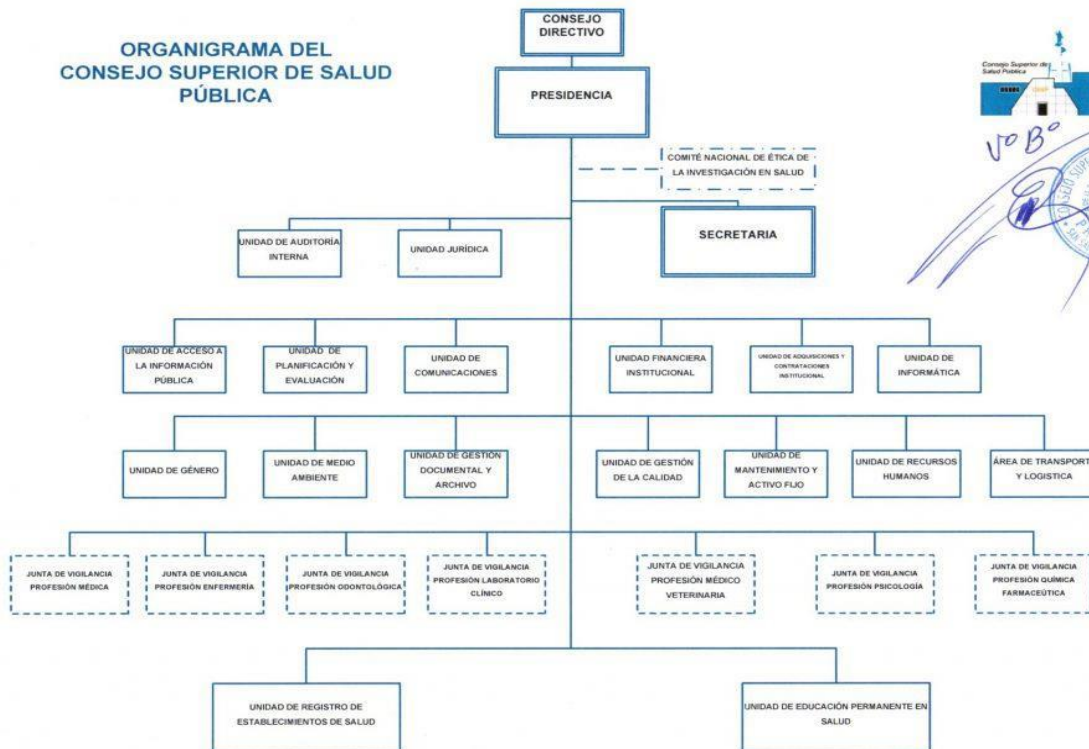 CONSEJO
DIRECTIVO
ORGANIGRAMA DEL
CONSEJO SUPERIOR DE SALUD
PÚBLICA
PRESIDENCIA
Consejo Superior de
Salud Pública
Vº Bº
COMITÉ NACIONAL DE ÉTICA DE
LA INVESTIGACIÓN EN SALUD
SECRETARIA
UNIDAD DE AUDITORÍA
INTERNA
UNIDAD JURÍDICA
UNIDAD DE ACCESO A
LA INFORMACIÓN
PÚBLICA
UNIDAD DE
PLANIFICACIÓN Y
EVALUACIÓN
UNIDAD DE
COMUNICACIONES
UNIDAD FINANCIERA
INSTITUCIONAL
UNIDAD DE ADQUISICIONES Y
CONTRATACIONES
INSTITUCIONAL
UNIDAD DE
INFORMÁTICA
UNIDAD DE GÉNERO
UNIDAD DE MEDIO
AMBIENTE
UNIDAD DE GESTIÓN
DOCUMENTAL Y
ARCHIVO
UNIDAD DE GESTIÓN
DE LA CALIDAD
UNIDAD DE
MANTENIMIENTO Y
ACTIVO FIJO
UNIDAD DE RECURSOS
HUMANOS
ÁREA DE TRANSPORT
Y LOGISTICA
JUNTA DE VIGILANCIA
PROFESIÓN MÉDICA
JUNTA DE VIGILANCIA
PROFESIÓN ENFERMERÍA
JUNTA DE VIGILANCIA
PROFESIÓN ODONTOLÓGICA
JUNTA DE VIGILANCIA
PROFESIÓN LABORATORIO
CLÍNICO
JUNTA DE VIGILANCIA
PROFESIÓN MÉDICO
VETERINARIA
JUNTA DE VIGILANCIA
PROFESIÓN PSICOLOGÍA
JUNTA DE VIGILANCIA
PROFESIÓN QUÍMICA
FARMACEÚTICA
UNIDAD DE REGISTRO DE
ESTABLECIMIENTOS DE SALUD
UNIDAD DE EDUCACIÓN PERMANENTE EN
SALUD